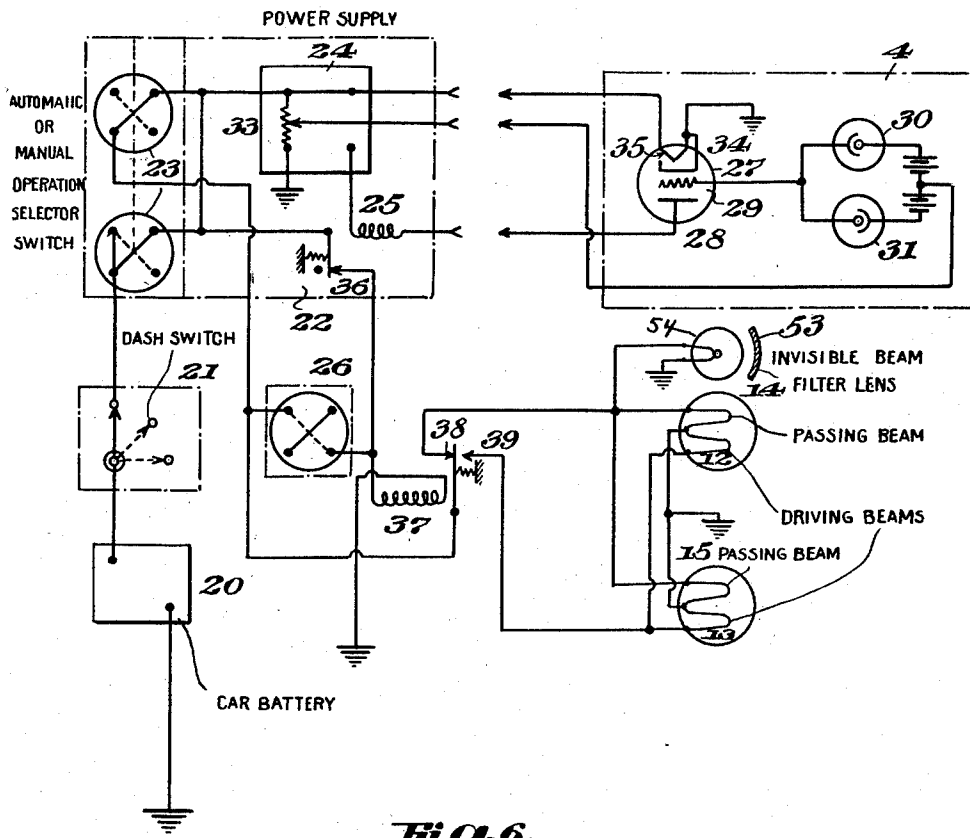 POWER SUPPLY
24
4
AUTOMATIC
OR
MANUAL
OPERATION
SELECTOR
SWITCH
23
33
35
34
27
29
28
30
31
25
36
22
DASH SWITCH
21
26
54
53
INVISIBLE BEAM
14 FILTER LENS
38
39
12
PASSING BEAM
37
DRIVING BEAMS
15 PASSING BEAM
13
20
CAR BATTERY
Fig. 6.